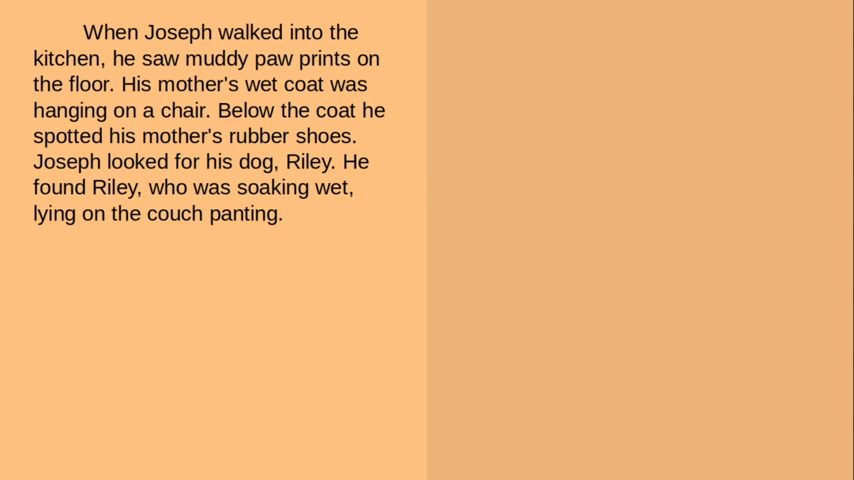 When Joseph walked into the
kitchen, he saw muddy paw prints on
the floor. His mother's wet coat was
hanging on a chair. Below the coat he
spotted his mother's rubber shoes.
Joseph looked for his dog, Riley. He
found Riley, who was soaking wet,
lying on the couch panting.